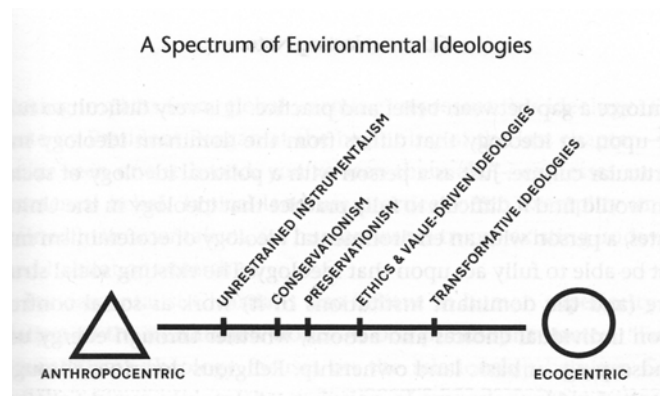 A Spectrum of Environmental Ideologies
UNRESTRAINED INSTRUMENTALISM
CONSERVATIONISM
PRESERVATIONISM
ETHICS & VALUE-DRIVEN IDEOLOGIES
TRANSFORMATIVE IDEOLOGIES
ANTHROPOCENTRIC
ECOCENTRIC